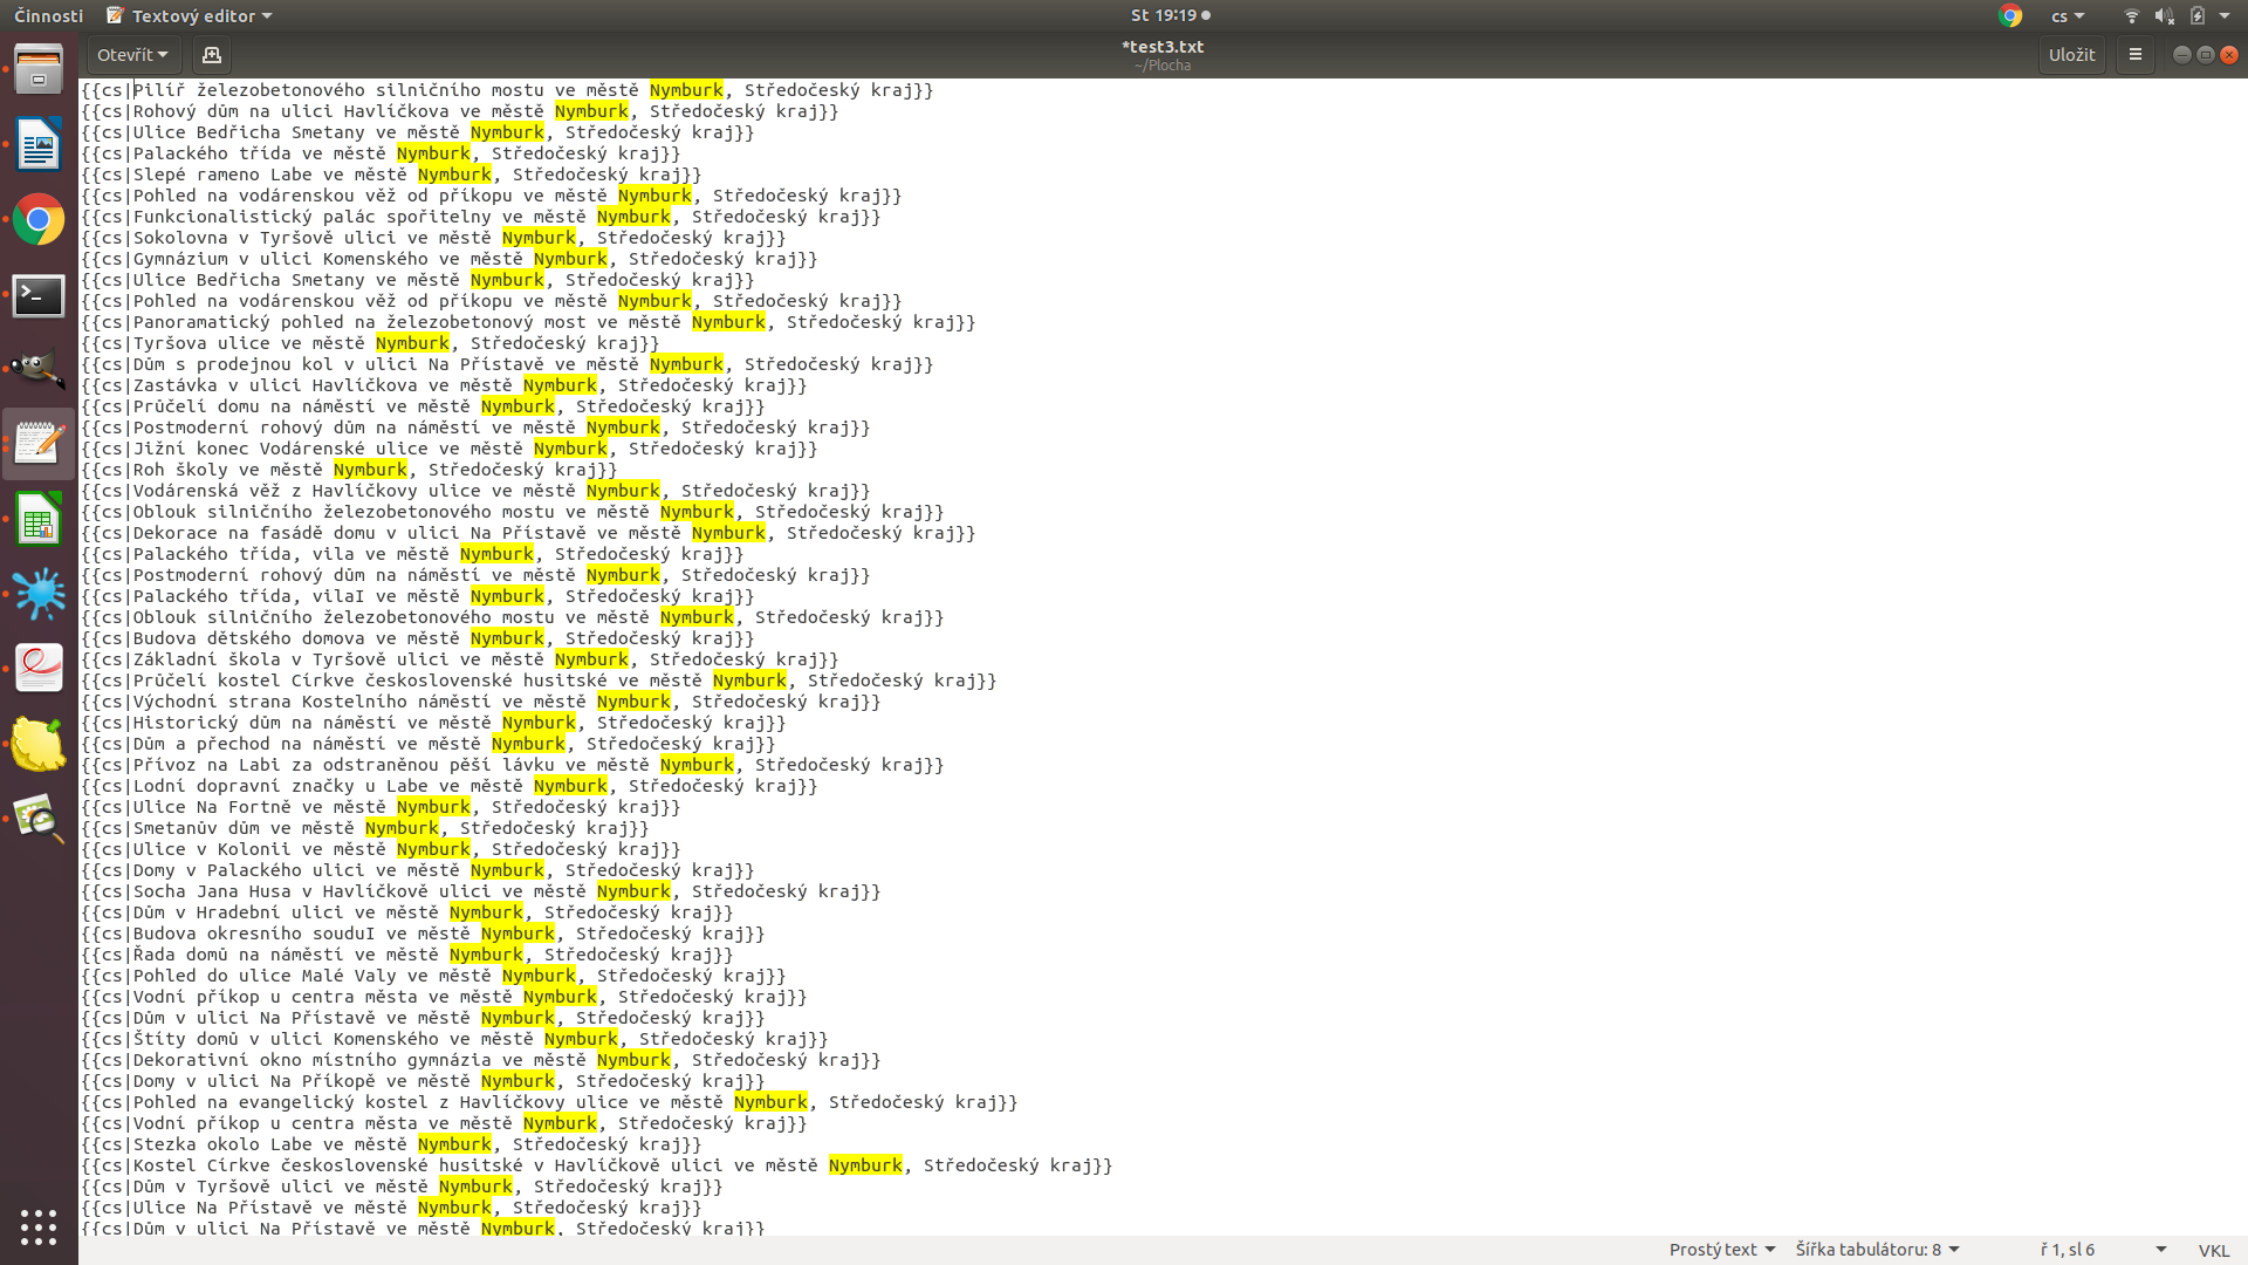 Činnosti Textový editor St 19:19 cs
Otevřít *test3.txt Uložit
~/Plocha
{{cs|Pilíř železobetonového silničního mostu ve městě Nymburk, Středočeský kraj}}
{{cs|Rohový dům na ulici Havlíčkova ve městě Nymburk, Středočeský kraj}}
{{cs|Ulice Bedřicha Smetany ve městě Nymburk, Středočeský kraj}}
{{cs|Palackého třída ve městě Nymburk, Středočeský kraj}}
{{cs|Slepé rameno Labe ve městě Nymburk, Středočeský kraj}}
{{cs|Pohled na vodárenskou věž od příkopu ve městě Nymburk, Středočeský kraj}}
{{cs|Funkcionalistický palác spořitelny ve městě Nymburk, Středočeský kraj}}
{{cs|Sokolovna v Tyršově ulici ve městě Nymburk, Středočeský kraj}}
{{cs|Gymnázium v ulici Komenského ve městě Nymburk, Středočeský kraj}}
{{cs|Ulice Bedřicha Smetany ve městě Nymburk, Středočeský kraj}}
{{cs|Pohled na vodárenskou věž od příkopu ve městě Nymburk, Středočeský kraj}}
{{cs|Panoramatický pohled na železobetonový most ve městě Nymburk, Středočeský kraj}}
{{cs|Tyršova ulice ve městě Nymburk, Středočeský kraj}}
{{cs|Dům s prodejnou kol v ulici Na Přístavě ve městě Nymburk, Středočeský kraj}}
{{cs|Zastávka v ulici Havlíčkova ve městě Nymburk, Středočeský kraj}}
{{cs|Průčelí domu na náměstí ve městě Nymburk, Středočeský kraj}}
{{cs|Postmoderní rohový dům na náměstí ve městě Nymburk, Středočeský kraj}}
{{cs|Jižní konec Vodárenské ulice ve městě Nymburk, Středočeský kraj}}
{{cs|Roh školy ve městě Nymburk, Středočeský kraj}}
{{cs|Vodárenská věž z Havlíčkovy ulice ve městě Nymburk, Středočeský kraj}}
{{cs|Oblouk silničního železobetonového mostu ve městě Nymburk, Středočeský kraj}}
{{cs|Dekorace na fasádě domu v ulici Na Přístavě ve městě Nymburk, Středočeský kraj}}
{{cs|Palackého třída, vila ve městě Nymburk, Středočeský kraj}}
{{cs|Postmoderní rohový dům na náměstí ve městě Nymburk, Středočeský kraj}}
{{cs|Palackého třída, vilaI ve městě Nymburk, Středočeský kraj}}
{{cs|Oblouk silničního železobetonového mostu ve městě Nymburk, Středočeský kraj}}
{{cs|Budova dětského domova ve městě Nymburk, Středočeský kraj}}
{{cs|Základní škola v Tyršově ulici ve městě Nymburk, Středočeský kraj}}
{{cs|Průčelí kostel Církve československé husitské ve městě Nymburk, Středočeský kraj}}
{{cs|Východní strana Kostelního náměstí ve městě Nymburk, Středočeský kraj}}
{{cs|Historický dům na náměstí ve městě Nymburk, Středočeský kraj}}
{{cs|Dům a přechod na náměstí ve městě Nymburk, Středočeský kraj}}
{{cs|Přívoz na Labi za odstraněnou pěší lávku ve městě Nymburk, Středočeský kraj}}
{{cs|Lodní dopravní značky u Labe ve městě Nymburk, Středočeský kraj}}
{{cs|Ulice Na Fortně ve městě Nymburk, Středočeský kraj}}
{{cs|Smetanův dům ve městě Nymburk, Středočeský kraj}}
{{cs|Ulice v Kolonii ve městě Nymburk, Středočeský kraj}}
{{cs|Domy v Palackého ulici ve městě Nymburk, Středočeský kraj}}
{{cs|Socha Jana Husa v Havlíčkově ulici ve městě Nymburk, Středočeský kraj}}
{{cs|Dům v Hradební ulici ve městě Nymburk, Středočeský kraj}}
{{cs|Budova okresního souduI ve městě Nymburk, Středočeský kraj}}
{{cs|Řada domů na náměstí ve městě Nymburk, Středočeský kraj}}
{{cs|Pohled do ulice Malé Valy ve městě Nymburk, Středočeský kraj}}
{{cs|Vodní příkop u centra města ve městě Nymburk, Středočeský kraj}}
{{cs|Dům v ulici Na Přístavě ve městě Nymburk, Středočeský kraj}}
{{cs|Štíty domů v ulici Komenského ve městě Nymburk, Středočeský kraj}}
{{cs|Dekorativní okno místního gymnázia ve městě Nymburk, Středočeský kraj}}
{{cs|Domy v ulici Na Příkopě ve městě Nymburk, Středočeský kraj}}
{{cs|Pohled na evangelický kostel z Havlíčkovy ulice ve městě Nymburk, Středočeský kraj}}
{{cs|Vodní příkop u centra města ve městě Nymburk, Středočeský kraj}}
{{cs|Stezka okolo Labe ve městě Nymburk, Středočeský kraj}}
{{cs|Kostel Církve československé husitské v Havlíčkově ulici ve městě Nymburk, Středočeský kraj}}
{{cs|Dům v Tyršově ulici ve městě Nymburk, Středočeský kraj}}
{{cs|Ulice Na Přístavě ve městě Nymburk, Středočeský kraj}}
{{cs|Dům v ulici Na Přístavě ve městě Nymburk, Středočeský kraj}}
Prostý text Šířka tabulátoru: 8 ř 1, sl 6 VKL